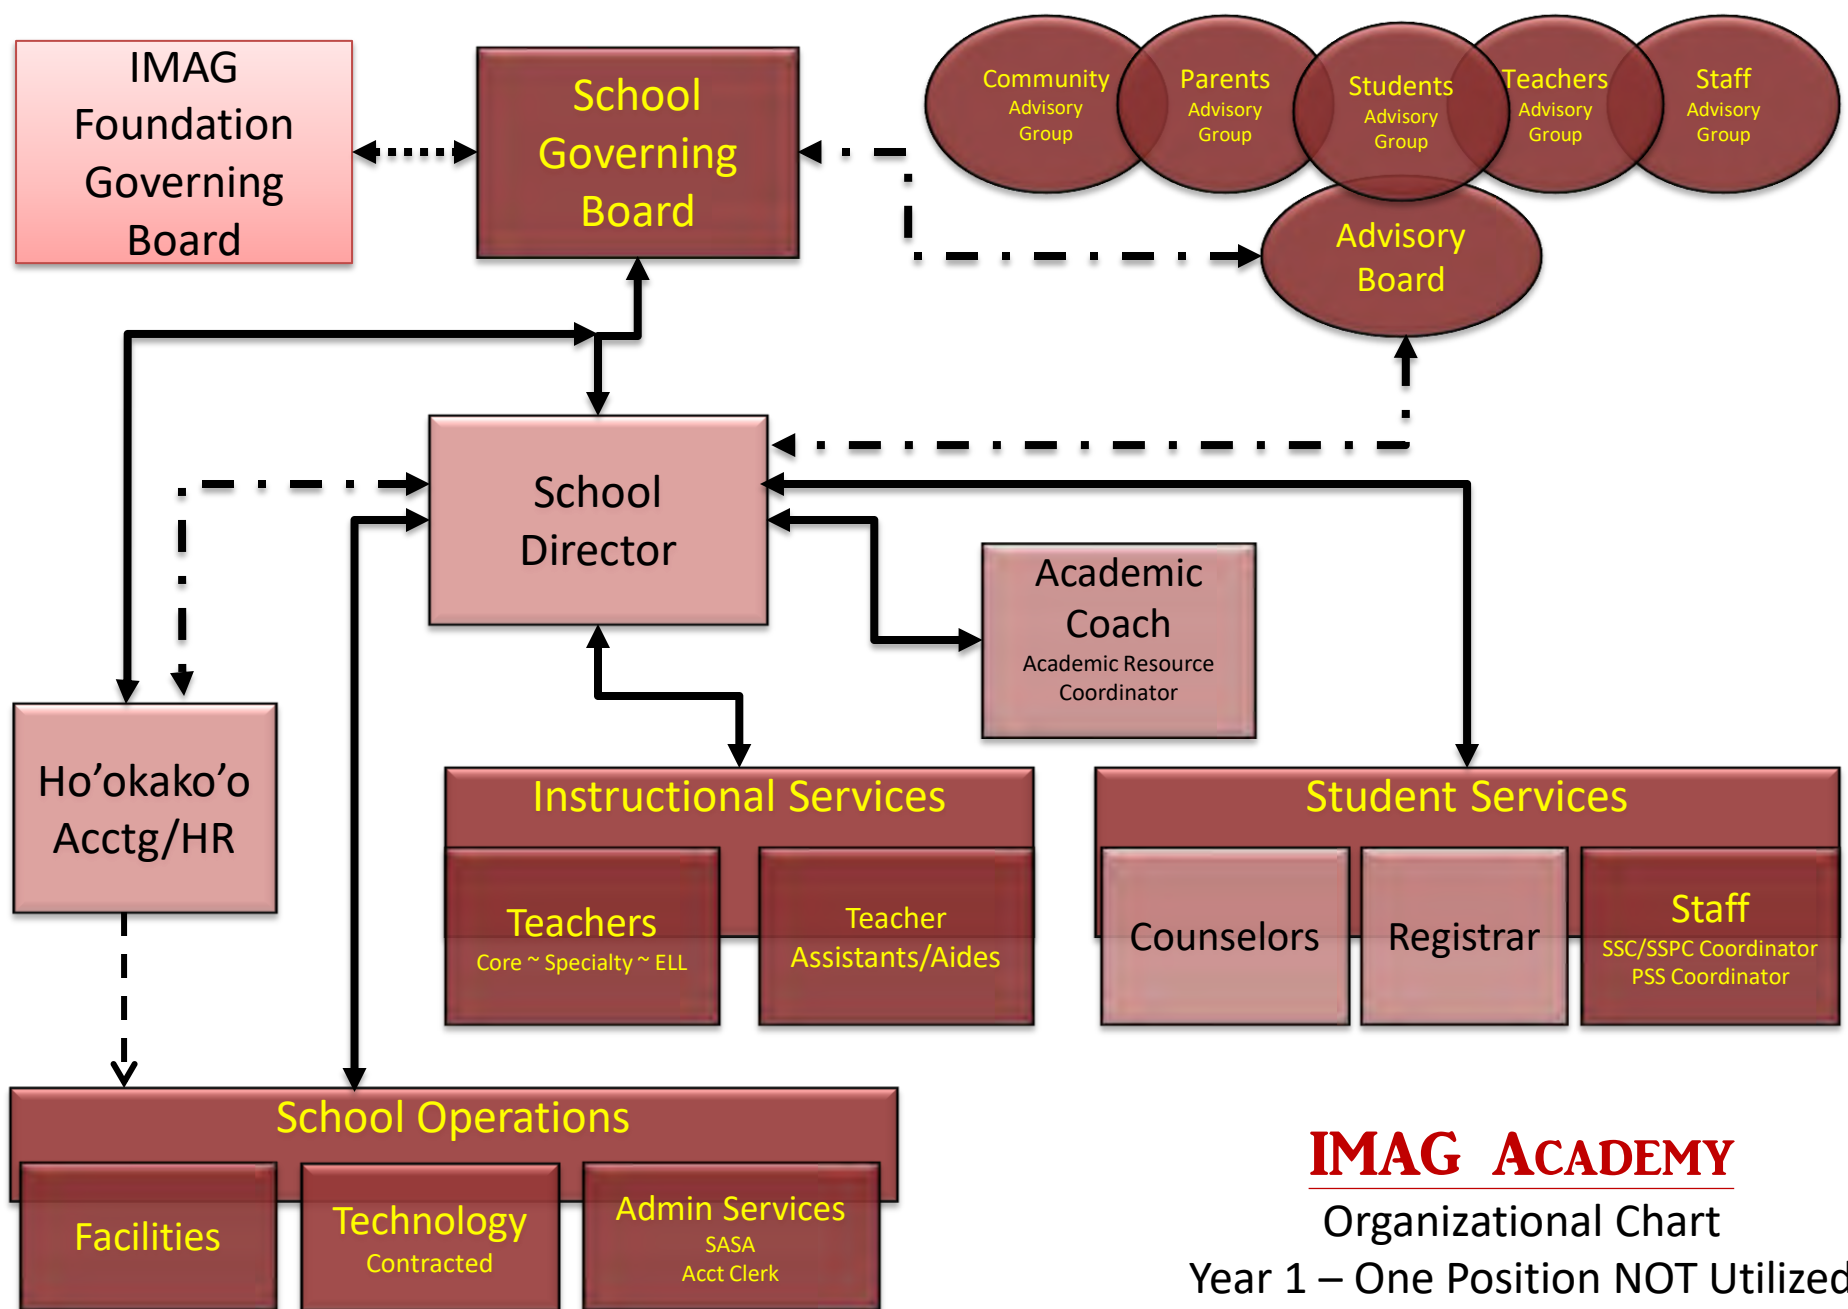 IMAG
Foundation
Governing
Board
School
Governing
Board
Community
Advisory
Group
Parents
Advisory
Group
Students
Advisory
Group
Teachers
Advisory
Group
Staff
Advisory
Group
Advisory
Board
School
Director
Academic
Coach
Academic Resource
Coordinator
Ho’okako’o
Acctg/HR
Instructional Services
Teachers
Core ~ Specialty ~ ELL
Teacher
Assistants/Aides
Student Services
Counselors
Registrar
Staff
SSC/SSPC Coordinator
PSS Coordinator
School Operations
Facilities
Technology
Contracted
Admin Services
SASA
Acct Clerk
IMAG ACADEMY
Organizational Chart
Year 1 – One Position NOT Utilized